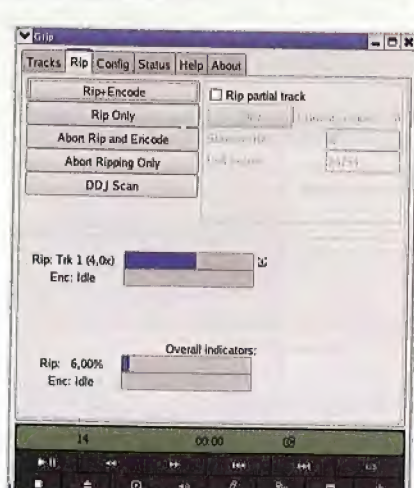 Grip
Tracks Rip Config Status Help About
Rip+Encode
Rip Only
Abort Rip and Encode
Abort Ripping Only
DDJ Scan
Rip partial track
Rip: Trk 1 (4,0x)
Enc: Idle
Overall indicators:
Rip: 6,00%
Enc: Idle
14 00:00